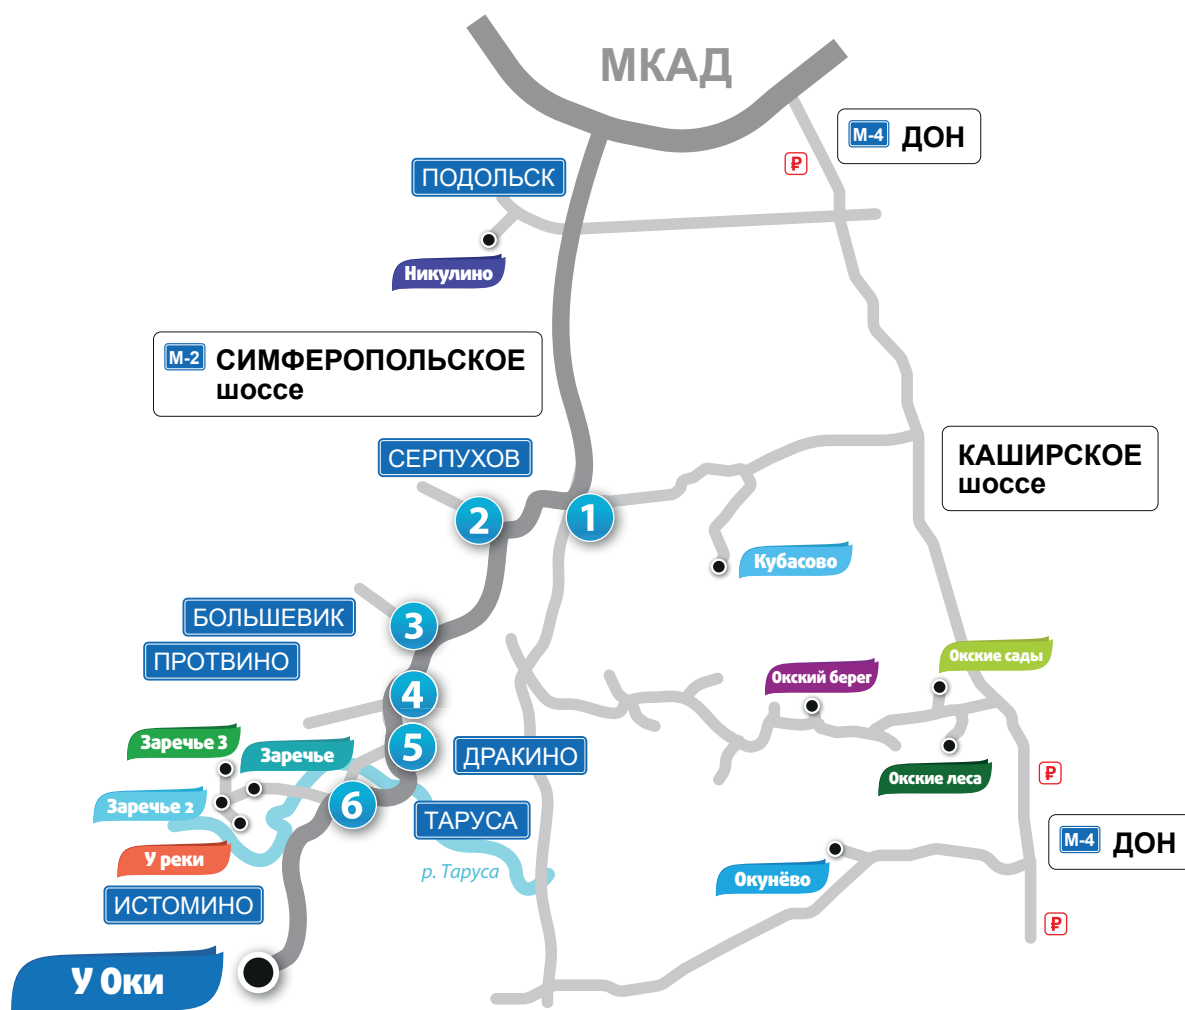 МКАД
М-4 ДОН
₽
ПОДОЛЬСК
Никулино
М-2 СИМФЕРОПОЛЬСКОЕ
шоссе
КАШИРСКОЕ
шоссе
СЕРПУХОВ
2
1
Кубасово
БОЛЬШЕВИК
3
ПРОТВИНО
Окские сады
Окский берег
4
Заречье 3
Заречье
5
ДРАКИНО
₽
Окские леса
Заречье 2
6
ТАРУСА
М-4 ДОН
У реки
р. Таруса
Окунёво
ИСТОМИНО
₽
У Оки